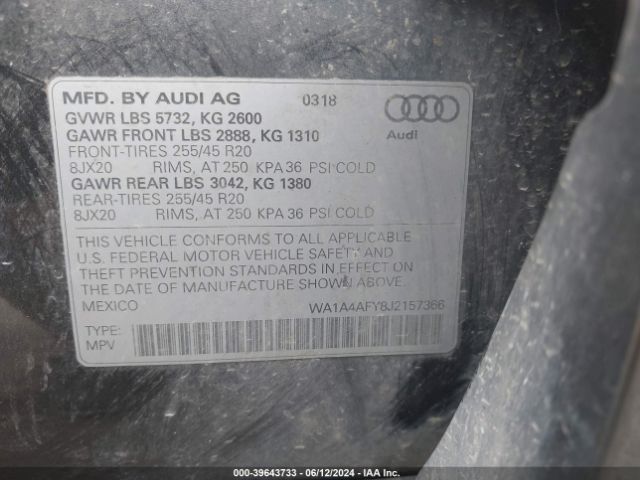 MFD. BY AUDI AG 0318
GVWR LBS 5732, KG 2600
GAWR FRONT LBS 2888, KG 1310
Audi
FRONT-TIRES 255/45 R20
8JX20 RIMS, AT 250 KPA 36 PSI COLD
GAWR REAR LBS 3042, KG 1380
REAR-TIRES 255/45 R20
8JX20 RIMS, AT 250 KPA 36 PSI COLD
THIS VEHICLE CONFORMS TO ALL APPLICABLE
U.S. FEDERAL MOTOR VEHICLE SAFETY AND
THEFT PREVENTION STANDARDS IN EFFECT ON
THE DATE OF MANUFACTURE SHOWN ABOVE.
MEXICO WA1A4AFY8J2157366
TYPE:
MPV
000-39643733 - 06/12/2024 - IAA Inc.